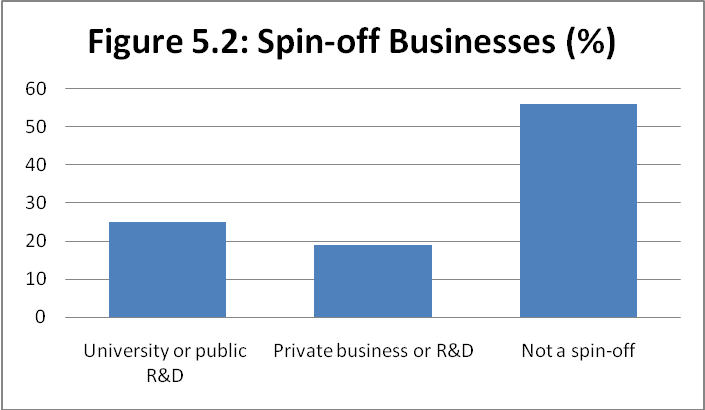 Figure 5.2: Spin-off Businesses (%)
60
50
40
30
20
10
0
University or public
R&D
Private business or R&D
Not a spin-off